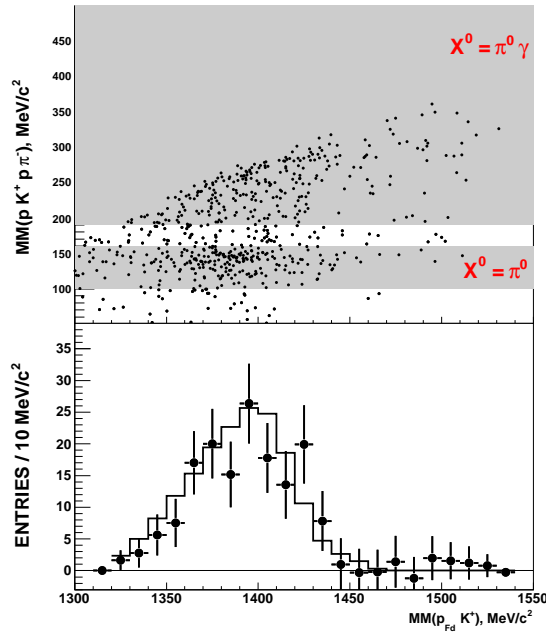 X⁰ = π⁰ γ
MM(p K⁺ p π⁻), MeV/c²
450
400
350
300
250
200
150
100
X⁰ = π⁰
ENTRIES / 10 MeV/c²
35
30
25
20
15
10
5
0
1300 1350 1400 1450 1500 1550
MM(p_Fd K⁺), MeV/c²